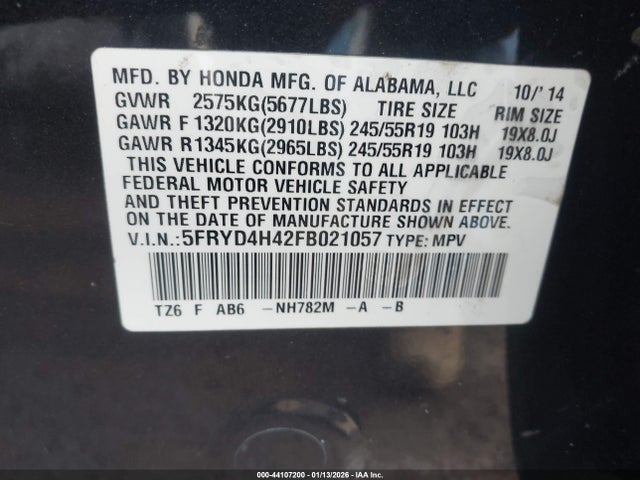 MFD. BY HONDA MFG. OF ALABAMA, LLC 10/'14
GVWR 2575KG(5677LBS) TIRE SIZE RIM SIZE
GAWR F 1320KG(2910LBS) 245/55R19 103H 19X8.0J
GAWR R 1345KG(2965LBS) 245/55R19 103H 19X8.0J
THIS VEHICLE CONFORMS TO ALL APPLICABLE
FEDERAL MOTOR VEHICLE SAFETY
AND THEFT PREVENTION STANDARDS IN EFFECT
ON THE DATE OF MANUFACTURE SHOWN ABOVE.
V.I.N.:5FRYD4H42FB021057 TYPE: MPV
TZ6 F AB6 -NH782M -A -B
000-44107200 - 01/13/2026 - IAA Inc.